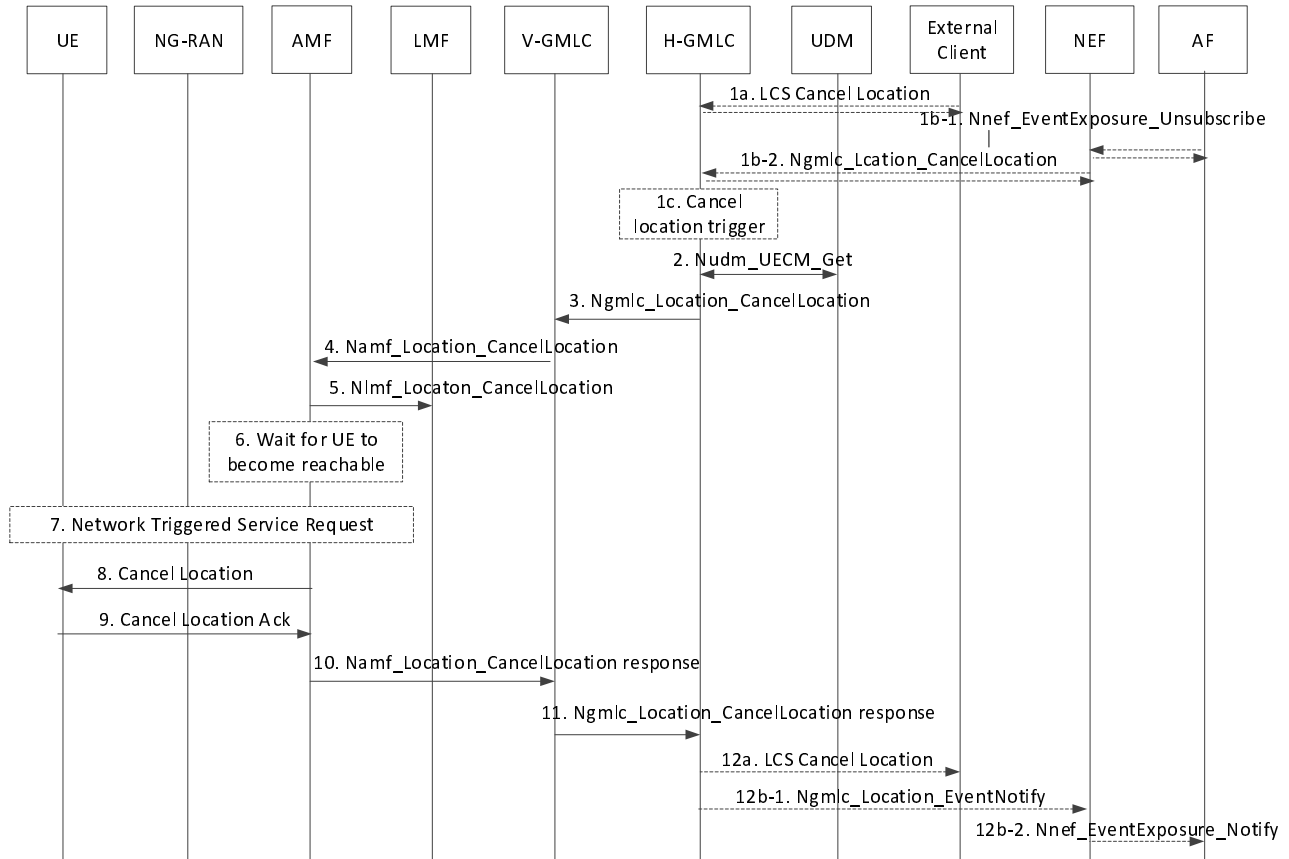 UE
NG-RAN
AMF
LMF
V-GMLC
H-GMLC
UDM
External
Client
NEF
AF
1a. LCS Cancel Location
1b-1. Nnef_EventExposure_Unsubscribe
1b-2. Ngmlc_Lcation_CancelLocation
1c. Cancel
location trigger
2. Nudm_UECM_Get
3. Ngmlc_Location_CancelLocation
4. Namf_Location_CancelLocation
5. Nlmf_Locaton_CancelLocation
6. Wait for UE to
become reachable
7. Network Triggered Service Request
8. Cancel Location
9. Cancel Location Ack
10. Namf_Location_CancelLocation response
11. Ngmlc_Location_CancelLocation response
12a. LCS Cancel Location
12b-1. Ngmlc_Location_EventNotify
12b-2. Nnef_EventExposure_Notify